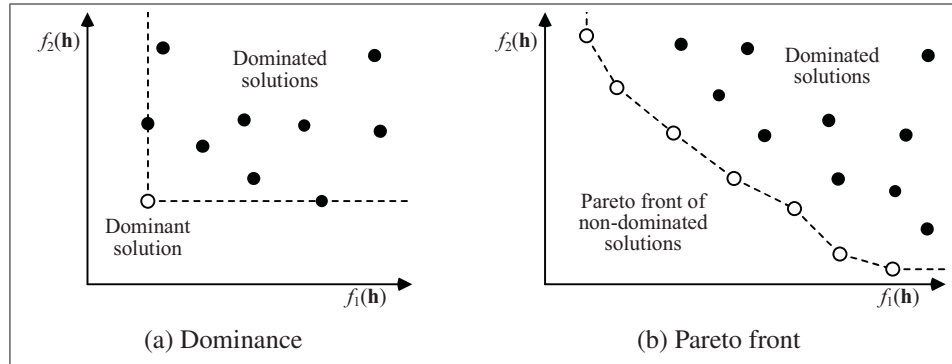 f₂(h)
Dominated
solutions
Dominant
solution
f₁(h)
(a) Dominance
f₂(h)
Dominated
solutions
Pareto front of
non-dominated
solutions
f₁(h)
(b) Pareto front